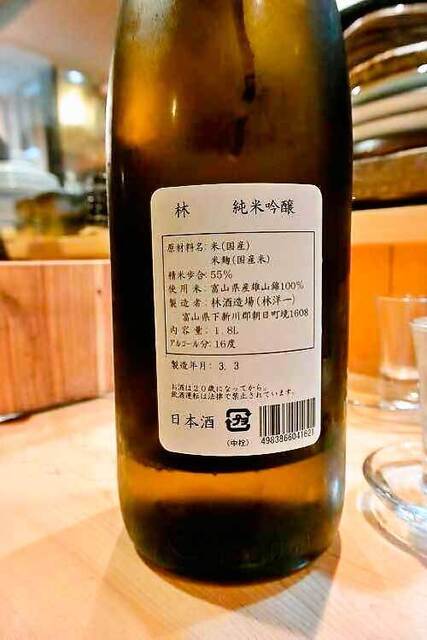 林　純米吟醸
原材料名: 米(国産)
米麹(国産米)
精米歩合: 55%
使用米: 富山県産雄山錦100%
製造者: 林酒造場(林洋一)
富山県下新川郡朝日町境1608
内容量: 1.8L
アルコール分: 16度
製造年月: 3. 3
お酒は20歳になってから。
飲酒運転は法律で禁止されています。
日本酒
(中栓)
4983866041621